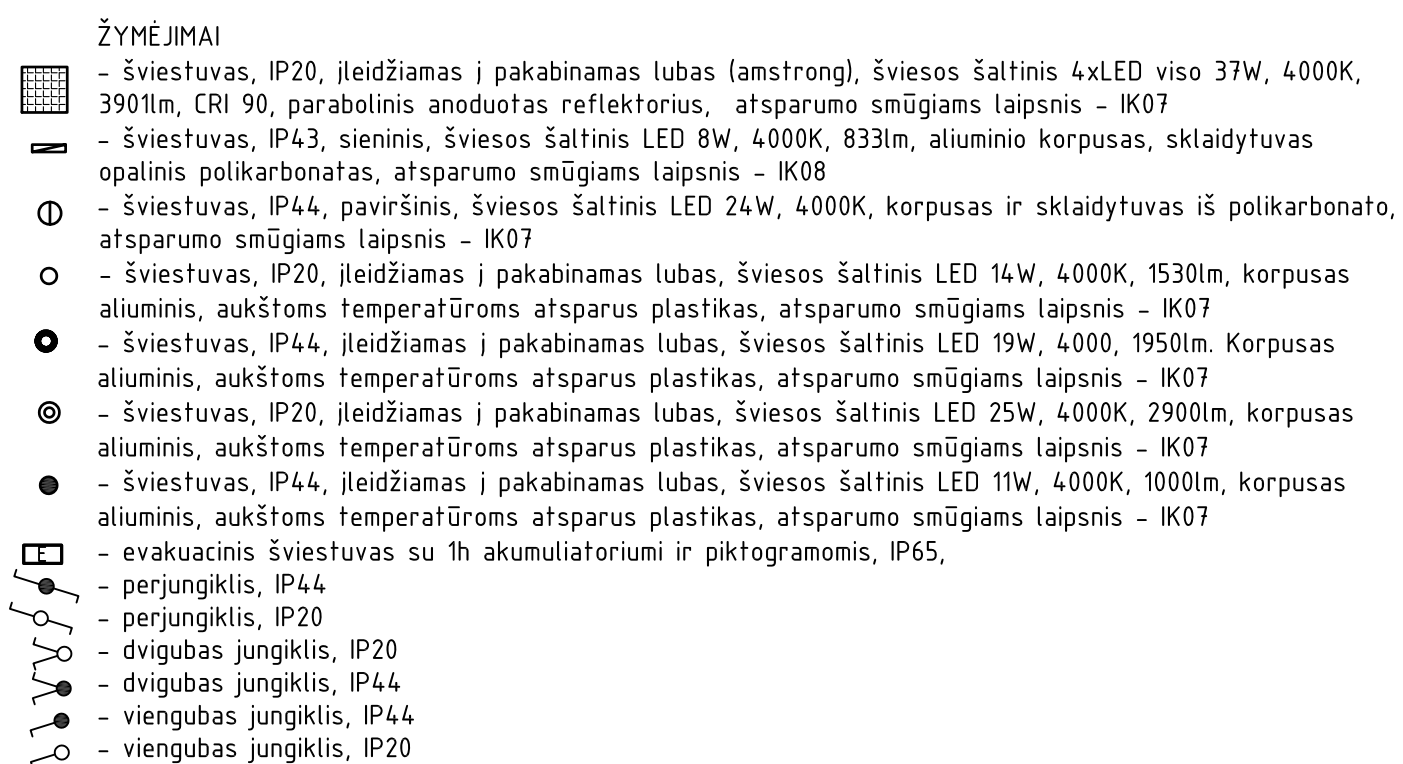 ŽYMĖJIMAI
- šviestuvas, IP20, įleidžiamas į pakabinamas lubas (amstrong), šviesos šaltinis 4xLED viso 37W, 4000K,
3901lm, CRI 90, parabolinis anoduotas reflektorius, atsparumo smūgiams laipsnis - IK07
- šviestuvas, IP43, sieninis, šviesos šaltinis LED 8W, 4000K, 833lm, aliuminio korpusas, sklaidytuvas
opalinis polikarbonatas, atsparumo smūgiams laipsnis - IK08
- šviestuvas, IP44, paviršinis, šviesos šaltinis LED 24W, 4000K, korpusas ir sklaidytuvas iš polikarbonato,
atsparumo smūgiams laipsnis - IK07
- šviestuvas, IP20, įleidžiamas į pakabinamas lubas, šviesos šaltinis LED 14W, 4000K, 1530lm, korpusas
aliuminis, aukštoms temperatūroms atsparus plastikas, atsparumo smūgiams laipsnis - IK07
- šviestuvas, IP44, įleidžiamas į pakabinamas lubas, šviesos šaltinis LED 19W, 4000, 1950lm. Korpusas
aliuminis, aukštoms temperatūroms atsparus plastikas, atsparumo smūgiams laipsnis - IK07
- šviestuvas, IP20, įleidžiamas į pakabinamas lubas, šviesos šaltinis LED 25W, 4000K, 2900lm, korpusas
aliuminis, aukštoms temperatūroms atsparus plastikas, atsparumo smūgiams laipsnis - IK07
- šviestuvas, IP44, įleidžiamas į pakabinamas lubas, šviesos šaltinis LED 11W, 4000K, 1000lm, korpusas
aliuminis, aukštoms temperatūroms atsparus plastikas, atsparumo smūgiams laipsnis - IK07
E - evakuacinis šviestuvas su 1h akumuliatoriumi ir piktogramomis, IP65,
- perjungiklis, IP44
- perjungiklis, IP20
- dvigubas jungiklis, IP20
- dvigubas jungiklis, IP44
- viengubas jungiklis, IP44
- viengubas jungiklis, IP20